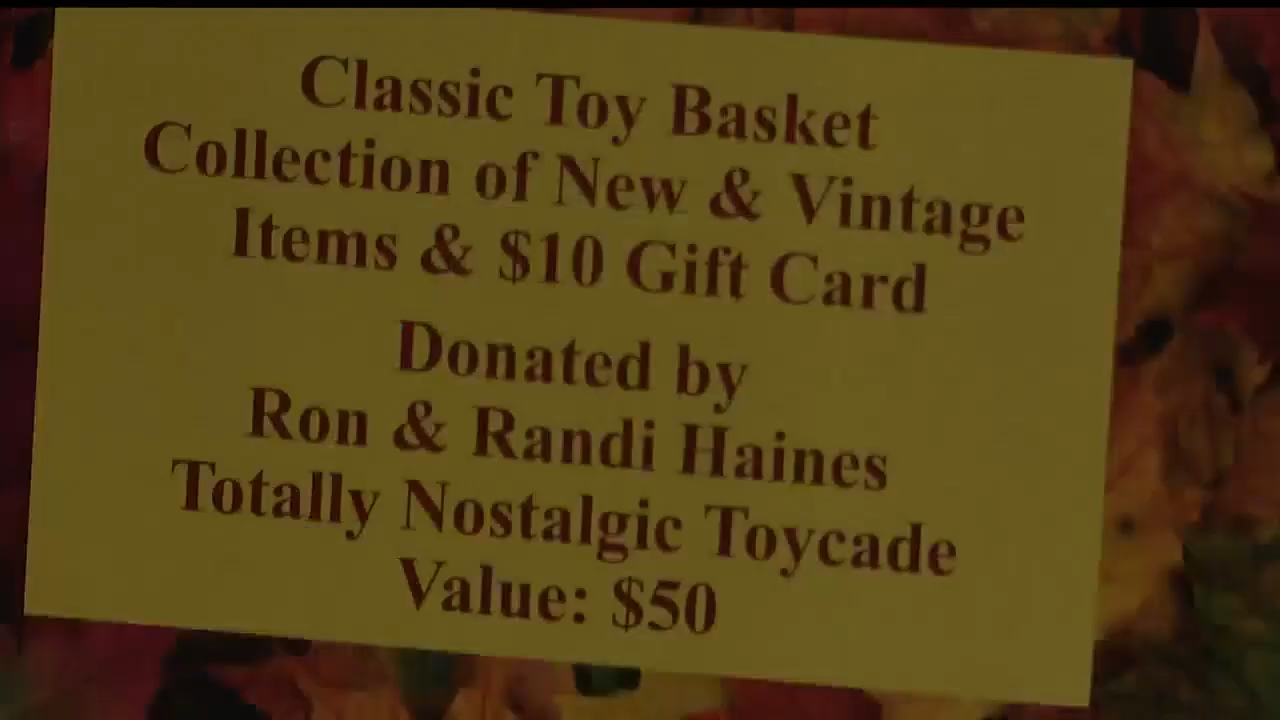 Classic Toy Basket
Collection of New & Vintage
Items & $10 Gift Card
Donated by
Ron & Randi Haines
Totally Nostalgic Toycade
Value: $50